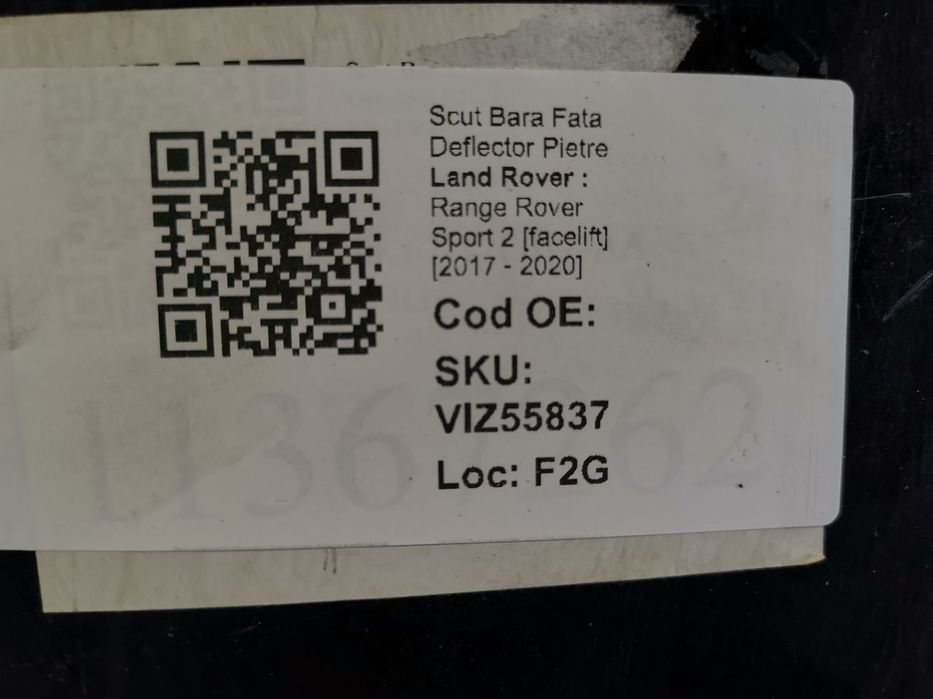 Scut Bara Fata
Deflector Pietre
Land Rover :
Range Rover
Sport 2 [facelift]
[2017 - 2020]
Cod OE:
SKU:
VIZ55837
Loc: F2G